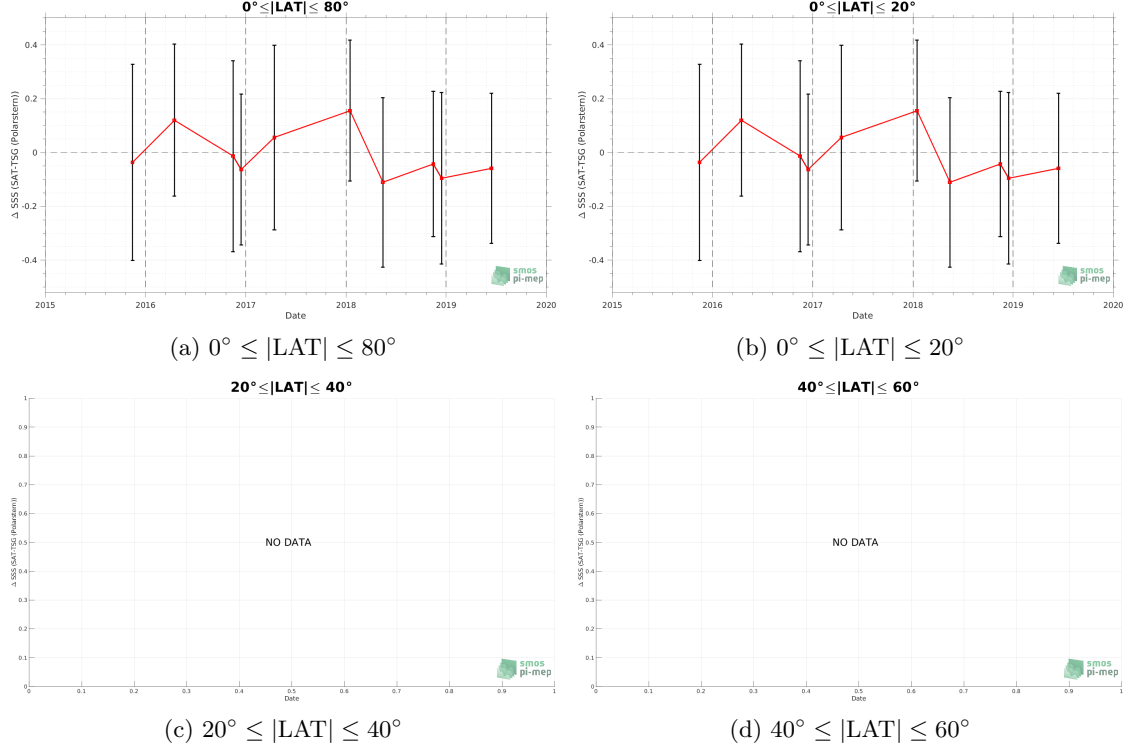 0°≤|LAT|≤ 80°
0.4
0.2
0
-0.2
-0.4
Δ SSS (SAT-TSG (Polarstern))
2015 2016 2017 2018 2019 2020
Date
smos
pi-mep
(a) 0° ≤ |LAT| ≤ 80°
0°≤|LAT|≤ 20°
0.4
0.2
0
-0.2
-0.4
Δ SSS (SAT-TSG (Polarstern))
2015 2016 2017 2018 2019 2020
Date
smos
pi-mep
(b) 0° ≤ |LAT| ≤ 20°
20°≤|LAT|≤ 40°
1
0.9
0.8
0.7
0.6
0.5
0.4
0.3
0.2
0.1
0
Δ SSS (SAT-TSG (Polarstern))
NO DATA
0 0.1 0.2 0.3 0.4 0.5 0.6 0.7 0.8 0.9 1
Date
smos
pi-mep
(c) 20° ≤ |LAT| ≤ 40°
40°≤|LAT|≤ 60°
1
0.9
0.8
0.7
0.6
0.5
0.4
0.3
0.2
0.1
0
Δ SSS (SAT-TSG (Polarstern))
NO DATA
0 0.1 0.2 0.3 0.4 0.5 0.6 0.7 0.8 0.9 1
Date
smos
pi-mep
(d) 40° ≤ |LAT| ≤ 60°